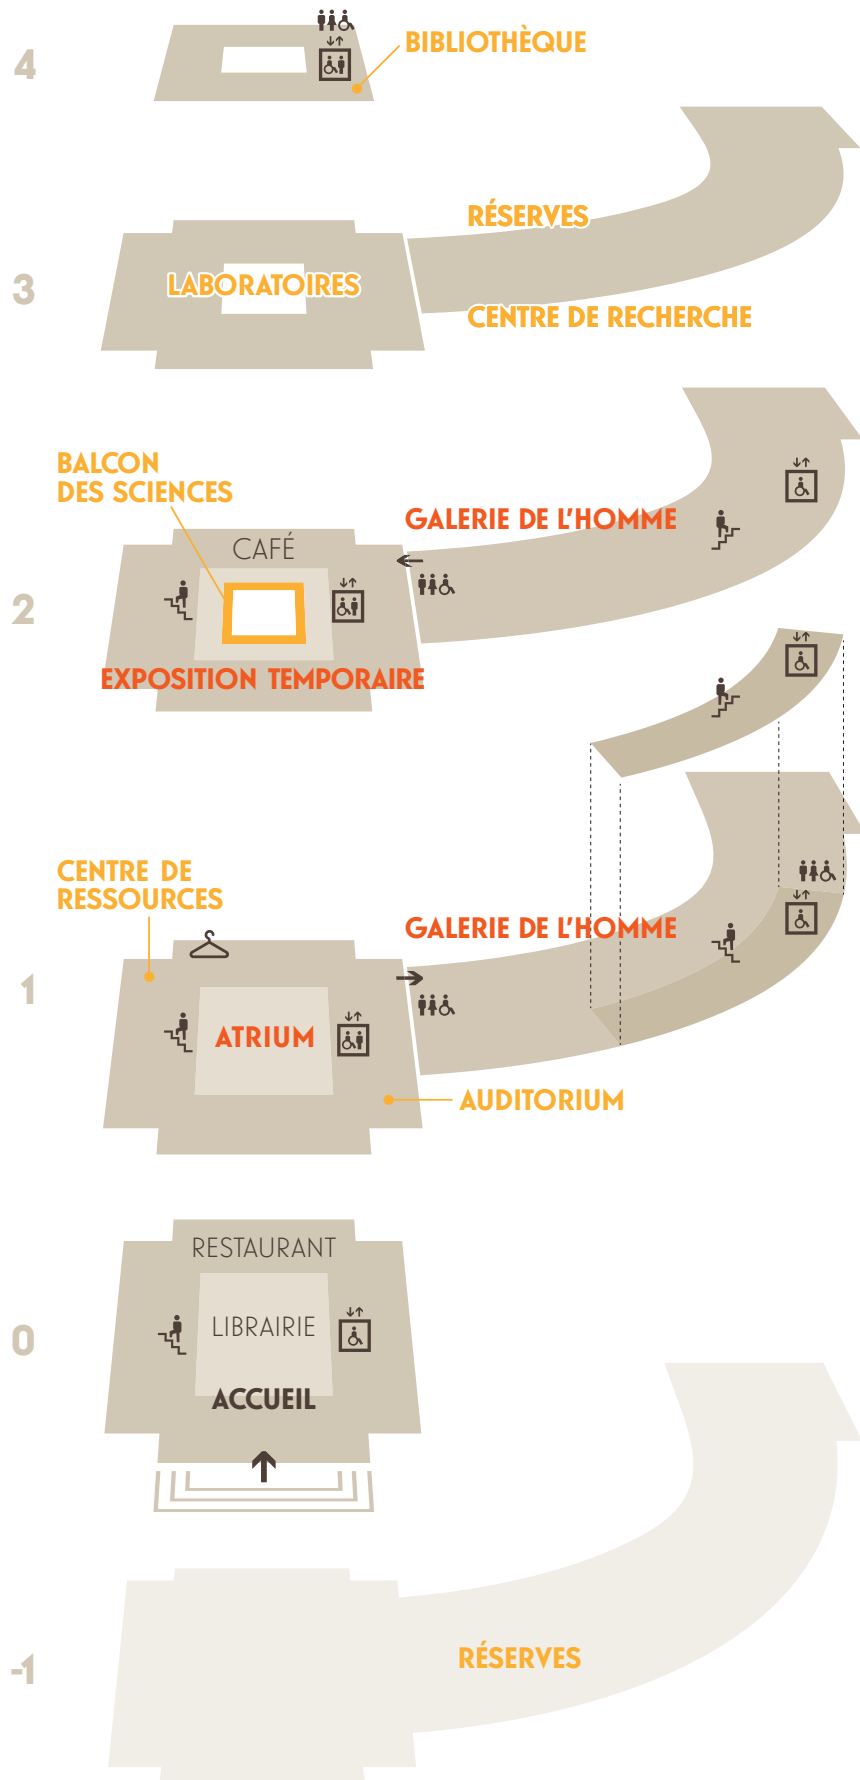 4
BIBLIOTHÈQUE
RÉSERVES
3
LABORATOIRES
CENTRE DE RECHERCHE
BALCON
DES SCIENCES
GALERIE DE L'HOMME
CAFÉ
2
EXPOSITION TEMPORAIRE
CENTRE DE
RESSOURCES
GALERIE DE L'HOMME
1
ATRIUM
AUDITORIUM
RESTAURANT
0
LIBRAIRIE
ACCUEIL
RÉSERVES
-1